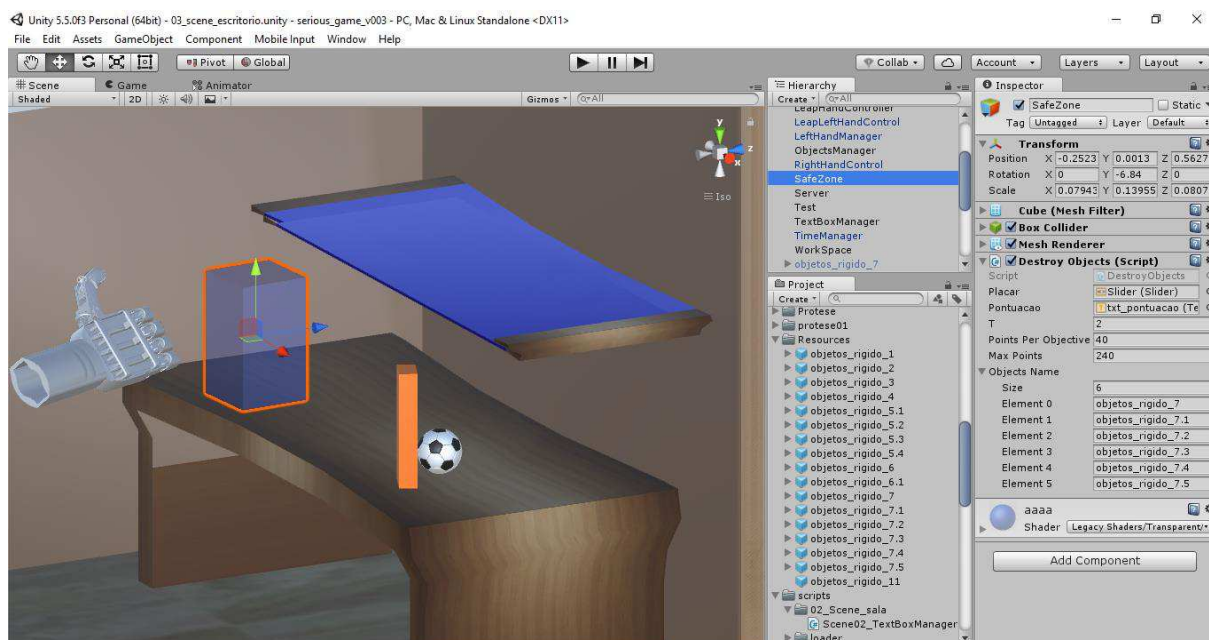 Unity 5.5.0f3 Personal (64bit) - 03_scene_escritorio.unity - serious_game_v003 - PC, Mac & Linux Standalone <DX11>
File Edit Assets GameObject Component Mobile Input Window Help
Pivot Global Collab Account Layers Layout
Scene Game Animator
Shaded 2D Gizmos All
y
z
x
Iso
Hierarchy
Create All
LeapHandController
LeapLeftHandControl
LeftHandManager
ObjectsManager
RightHandControl
SafeZone
Server
Test
TextBoxManager
TimeManager
WorkSpace
objetos_rigido_7
Project
Create
Protese
protese01
Resources
objetos_rigido_1
objetos_rigido_2
objetos_rigido_3
objetos_rigido_4
objetos_rigido_5.1
objetos_rigido_5.2
objetos_rigido_5.3
objetos_rigido_5.4
objetos_rigido_6
objetos_rigido_6.1
objetos_rigido_7
objetos_rigido_7.1
objetos_rigido_7.2
objetos_rigido_7.3
objetos_rigido_7.4
objetos_rigido_7.5
objetos_rigido_11
scripts
02_Scene_sala
Scene02_TextBoxManager
loader
Inspector
SafeZone Static
Tag Untagged Layer Default
Transform
Position X -0.2523 Y 0.0013 Z 0.5627
Rotation X 0 Y -6.84 Z 0
Scale X 0.07943 Y 0.13955 Z 0.0807
Cube (Mesh Filter)
Box Collider
Mesh Renderer
Destroy Objects (Script)
Script DestroyObjects
Placar Slider (Slider)
Pontuacao txt_pontuacao (Te
T 2
Points Per Objective 40
Max Points 240
Objects Name
Size 6
Element 0 objetos_rigido_7
Element 1 objetos_rigido_7.1
Element 2 objetos_rigido_7.2
Element 3 objetos_rigido_7.3
Element 4 objetos_rigido_7.4
Element 5 objetos_rigido_7.5
aaaa
Shader Legacy Shaders/Transparent/
Add Component